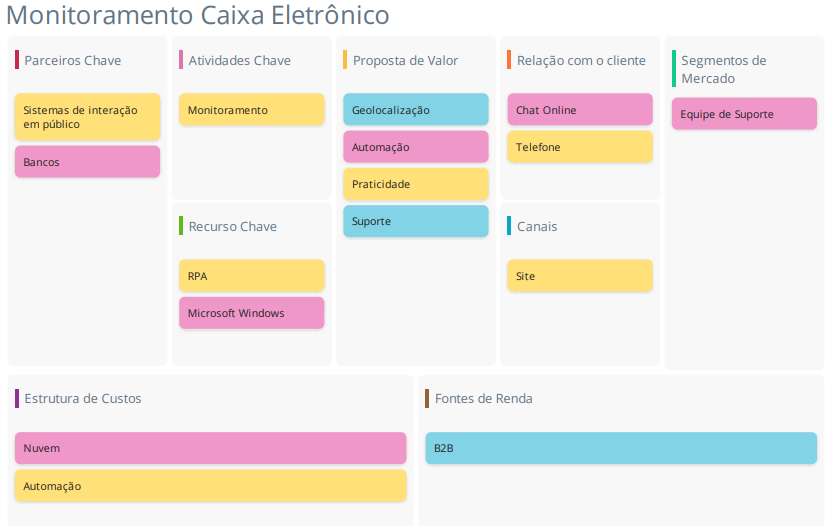 Monitoramento Caixa Eletrônico
Parceiros Chave
Sistemas de interação
em público
Bancos
Atividades Chave
Monitoramento
Recurso Chave
RPA
Microsoft Windows
Proposta de Valor
Geolocalização
Automação
Praticidade
Suporte
Relação com o cliente
Chat Online
Telefone
Canais
Site
Segmentos de
Mercado
Equipe de Suporte
Estrutura de Custos
Nuvem
Automação
Fontes de Renda
B2B